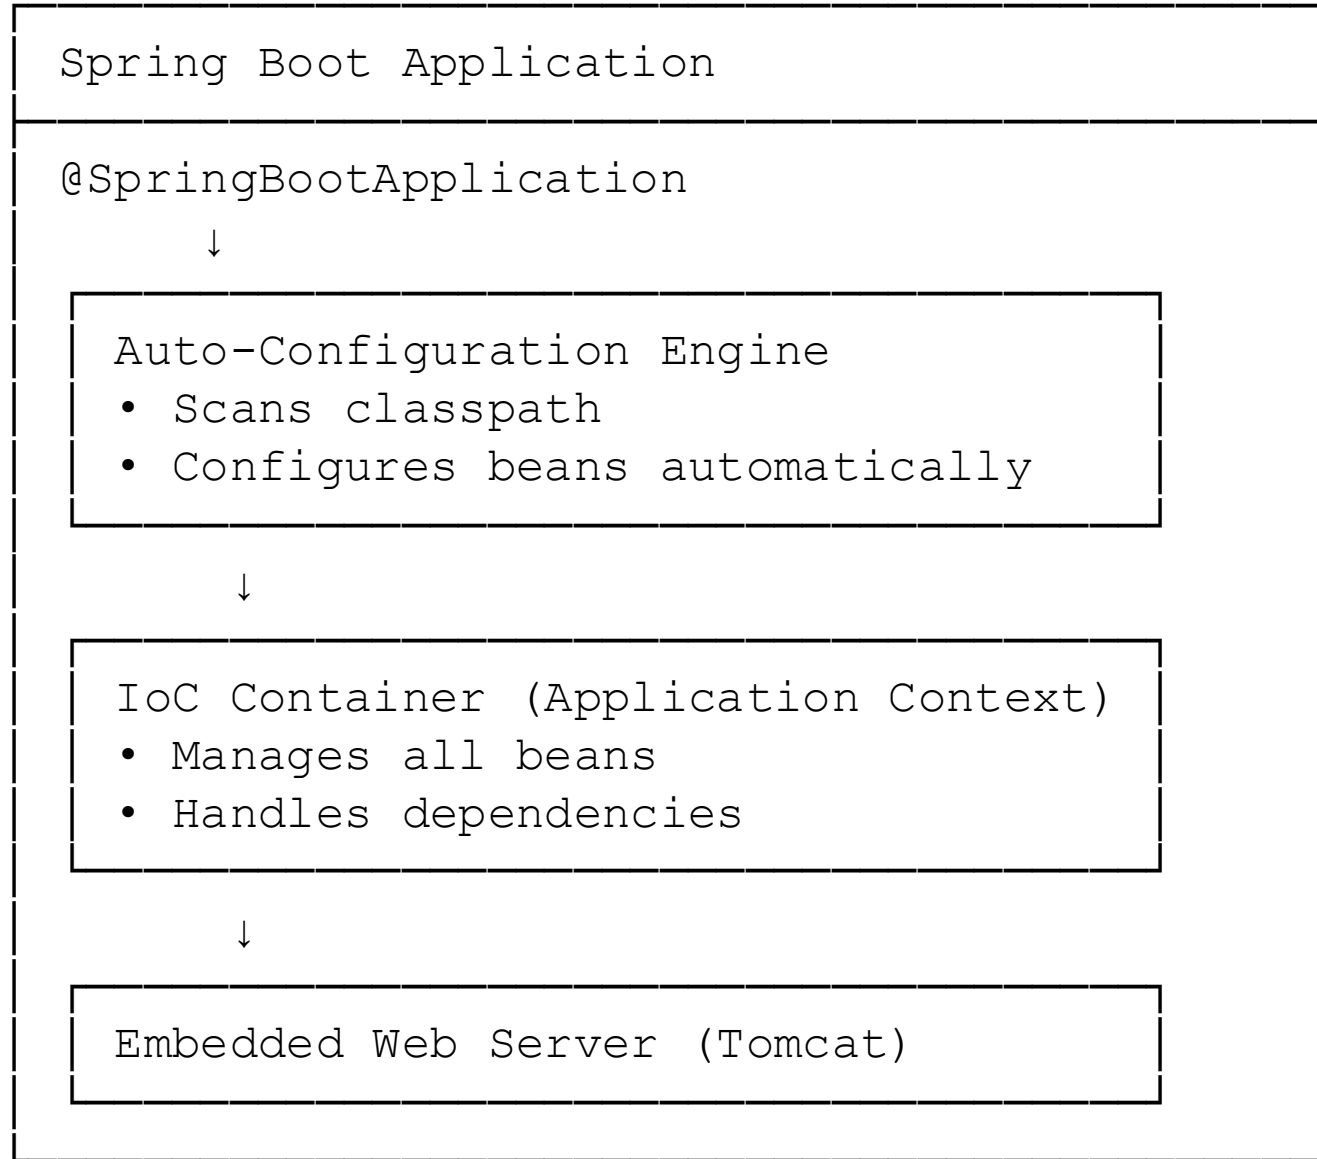 Spring Boot Application
@SpringBootApplication
↓
Auto-Configuration Engine
• Scans classpath
• Configures beans automatically
↓
IoC Container (Application Context)
• Manages all beans
• Handles dependencies
↓
Embedded Web Server (Tomcat)